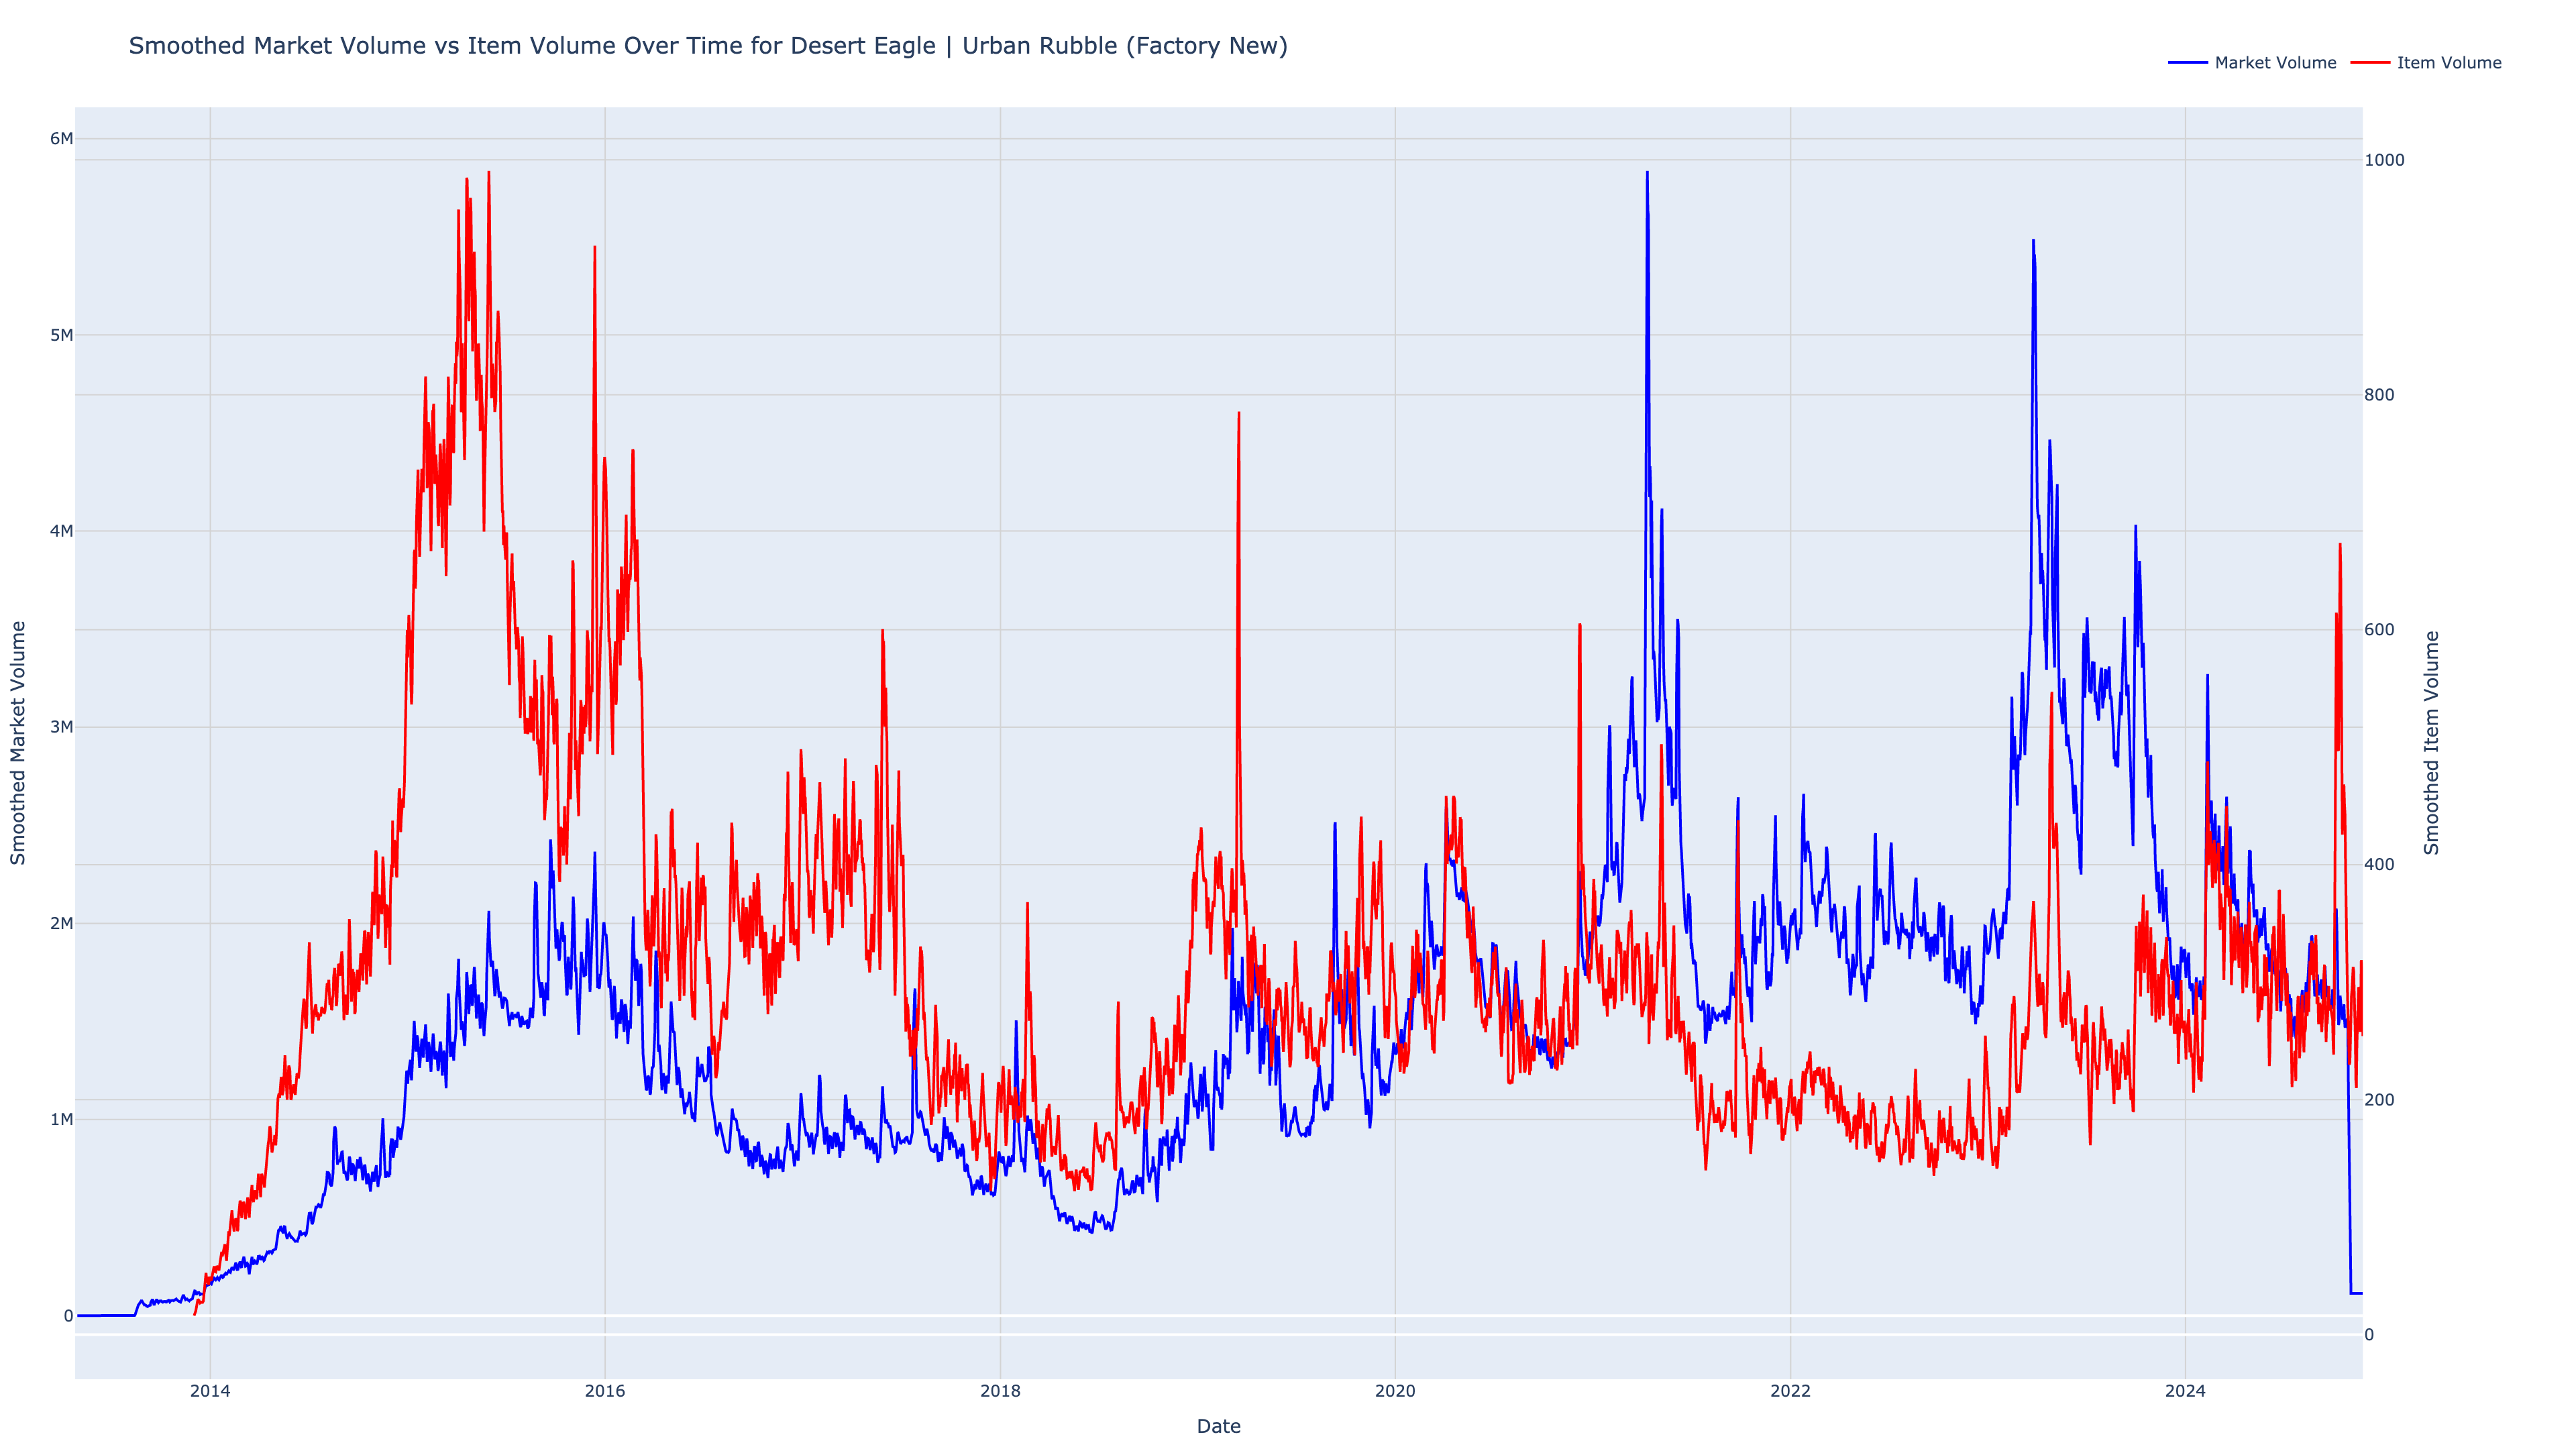 Smoothed Market Volume vs Item Volume Over Time for Desert Eagle | Urban Rubble (Factory New)
Market Volume
Item Volume
6M
5M
4M
3M
2M
1M
0
Smoothed Market Volume
1000
800
600
400
200
0
Smoothed Item Volume
2014
2016
2018
2020
2022
2024
Date